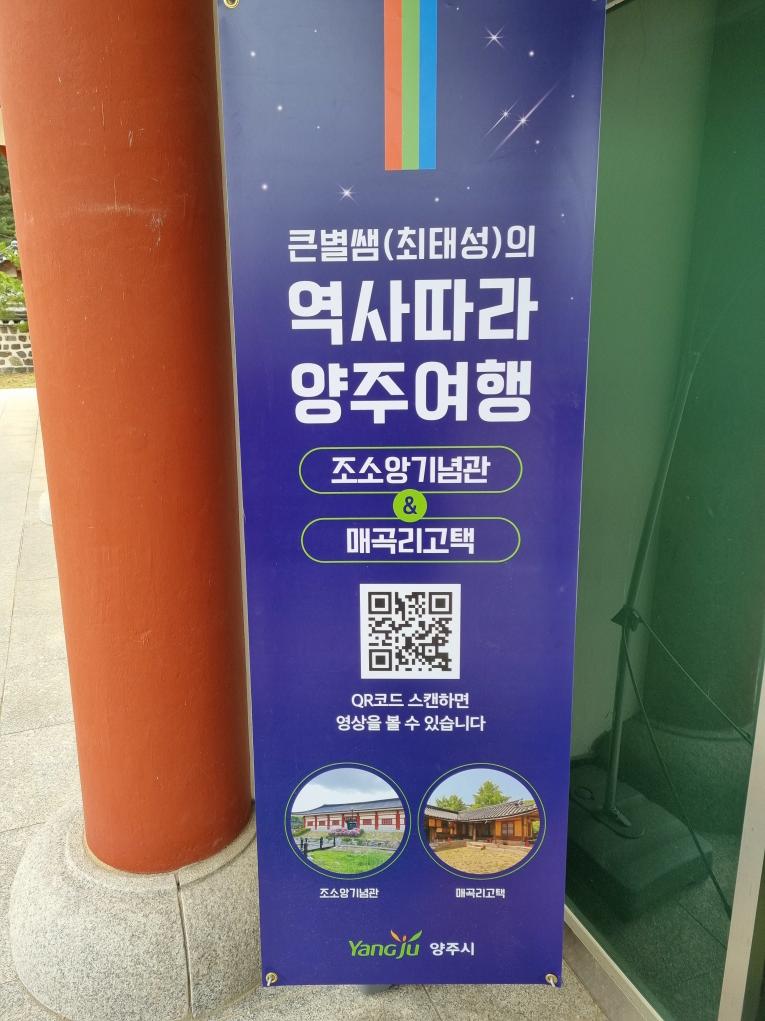 큰별쌤(최태성)의
역사따라
양주여행
조소앙기념관
&
매곡리고택
QR코드 스캔하면
영상을 볼 수 있습니다
조소앙기념관 매곡리고택
Yangju 양주시